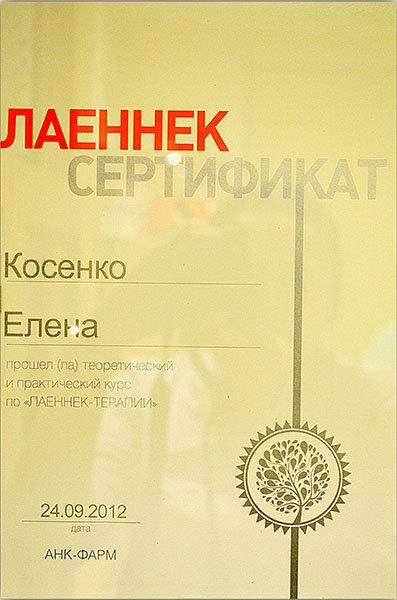 ЛАЕННЕК
СЕРТИФИКАТ
Косенко
Елена
прошел (ла) теоретический
и практический курс
по «ЛАЕННЕК-ТЕРАПИИ»
24.09.2012
дата
АНК-ФАРМ